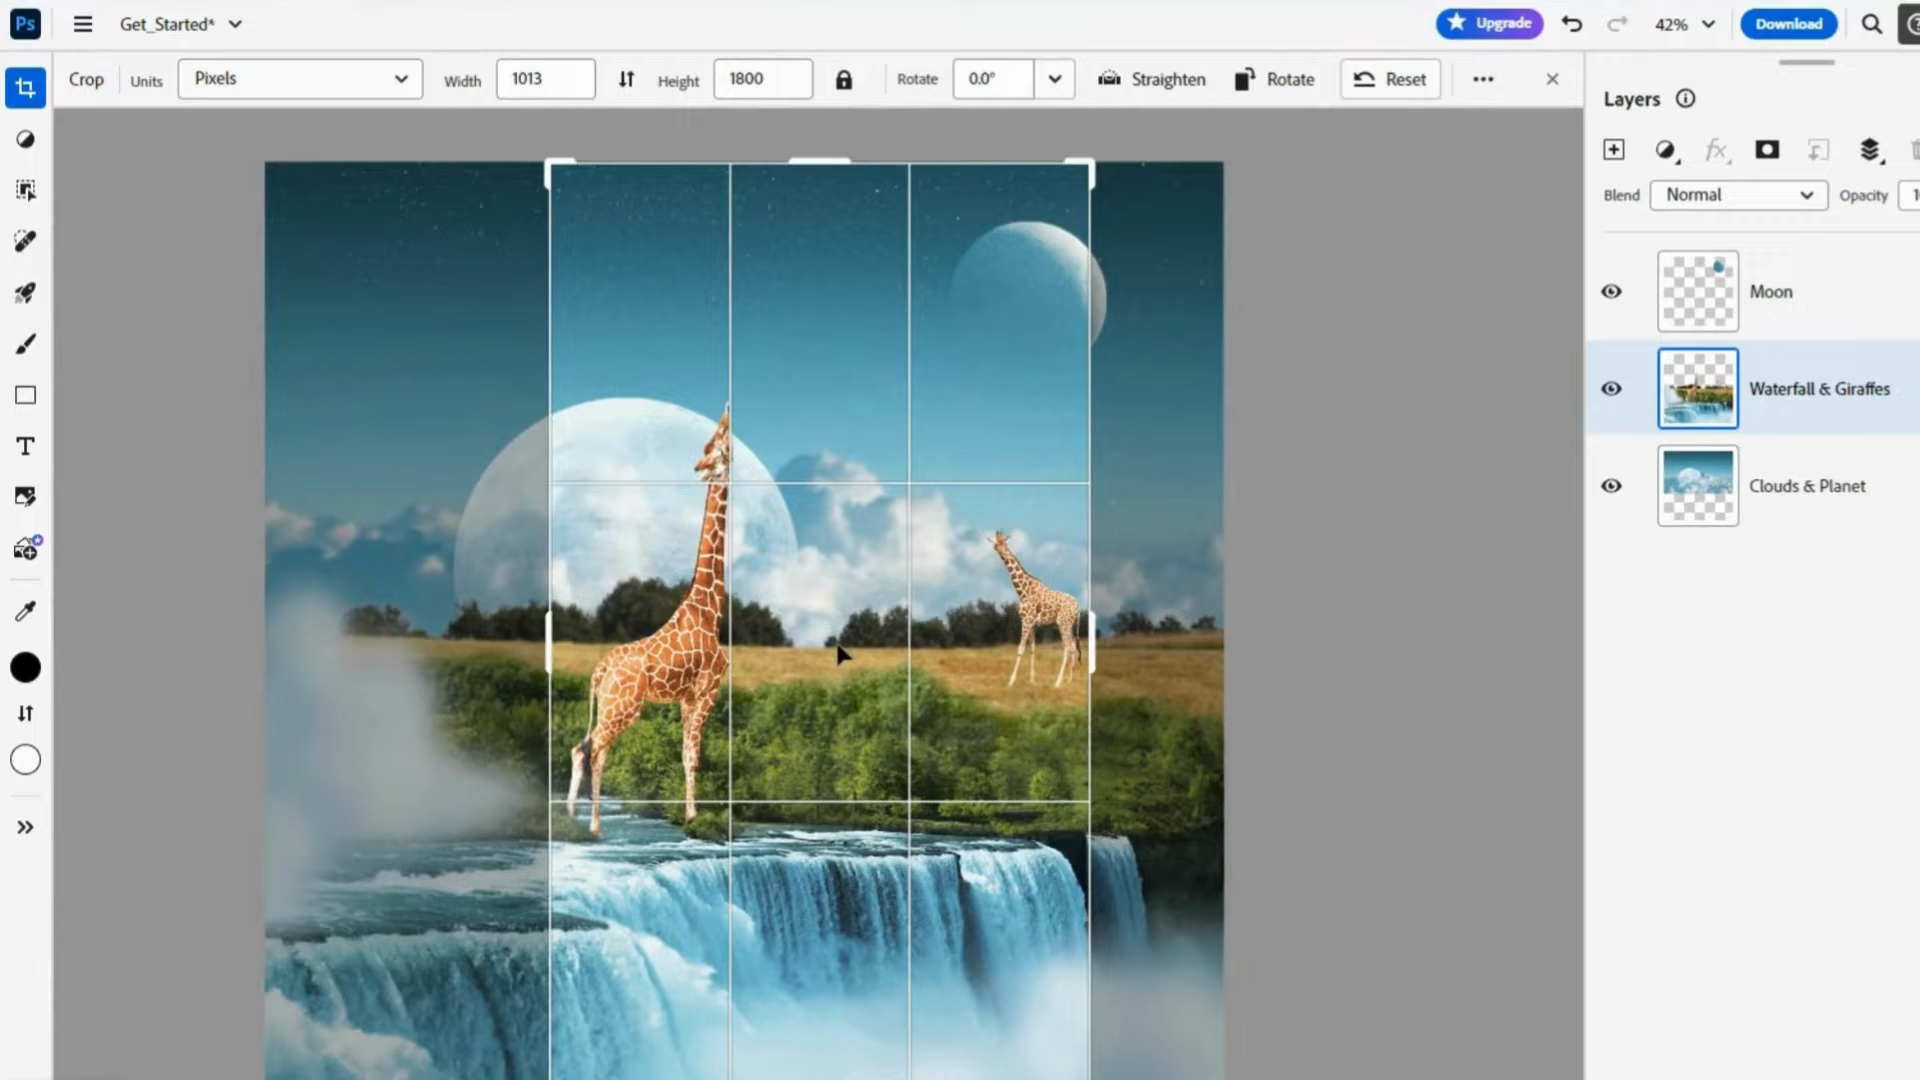 Ps
Get_Started*
Upgrade
42%
Download
Crop
Units
Pixels
Width
1013
Height
1800
Rotate
0.0°
Straighten
Rotate
Reset
Layers
fx
Blend
Normal
Opacity
Moon
Waterfall & Giraffes
Clouds & Planet
T